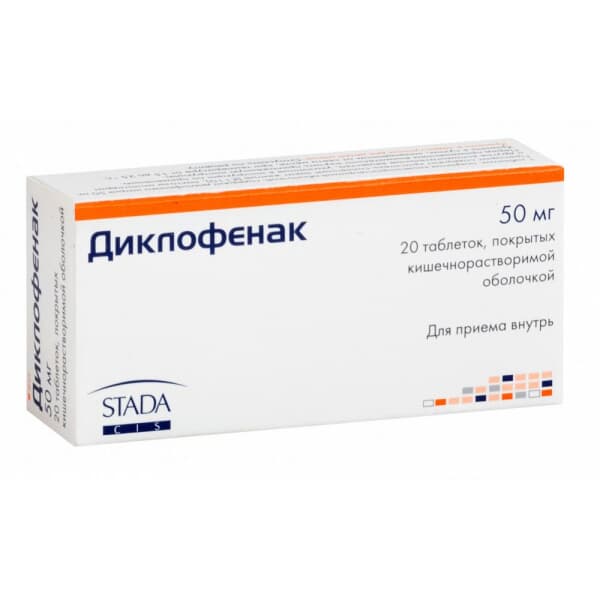 Диклофенак
50 мг
20 таблеток, покрытых
кишечнорастворимой
оболочкой
Для приема внутрь
STADA
CIS
Диклофенак
50 мг
20 таблеток, покрытых
кишечнорастворимой оболочкой